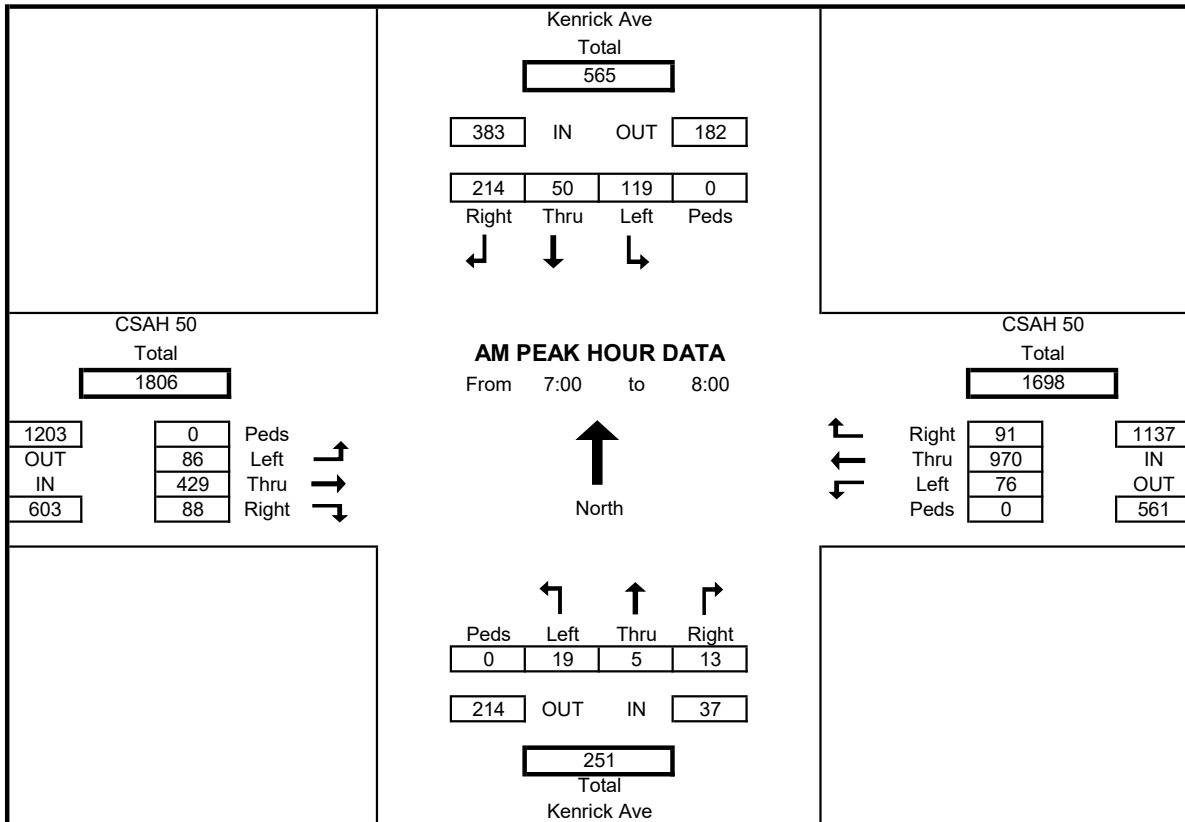 Kenrick Ave
Total
565
383 IN OUT 182
214 50 119 0
Right Thru Left Peds
CSAH 50
Total
1806
1203 0 Peds
OUT 86 Left
IN 429 Thru
603 88 Right
AM PEAK HOUR DATA
From 7:00 to 8:00
North
CSAH 50
Total
1698
Right 91 1137
Thru 970 IN
Left 76 OUT
Peds 0 561
Peds Left Thru Right
0 19 5 13
214 OUT IN 37
251
Total
Kenrick Ave